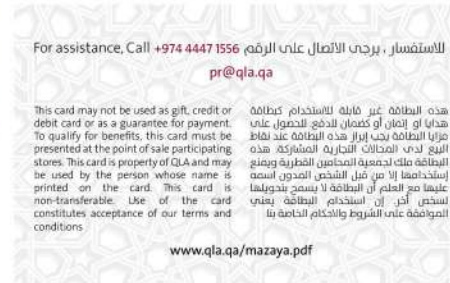 للاستفسار ، يرجى الاتصال على الرقم +974 4447 1556 For assistance, Call
pr@qla.qa
This card may not be used as gift, credit or
debit card or as a guarantee for payment.
To qualify for benefits, this card must be
presented at the point of sale participating
stores. This card is property of QLA and may
be used by the person whose name is
printed on the card. This card is
non-transferable. Use of the card
constitutes acceptance of our terms and
conditions
هذه البطاقة غير قابلة للاستخدام كبطاقة
هدايا او إئتمان أو كضمان للدفع. للحصول على
مزايا البطاقة يجب إبراز هذه البطاقة عند نقاط
البيع لدى المحالات التجارية المشاركة. هذه
البطاقة ملك لجمعية المحامين القطرية ويمنع
إستخدامها إلا من قبل الشخص المدون اسمه
عليها مع العلم أن البطاقة لا يسمح بتحويلها
لسخص أخر. إن استخدام البطاقة يعني
الموافقة على الشروط والاحكام الخاصة بنا
www.qla.qa/mazaya.pdf